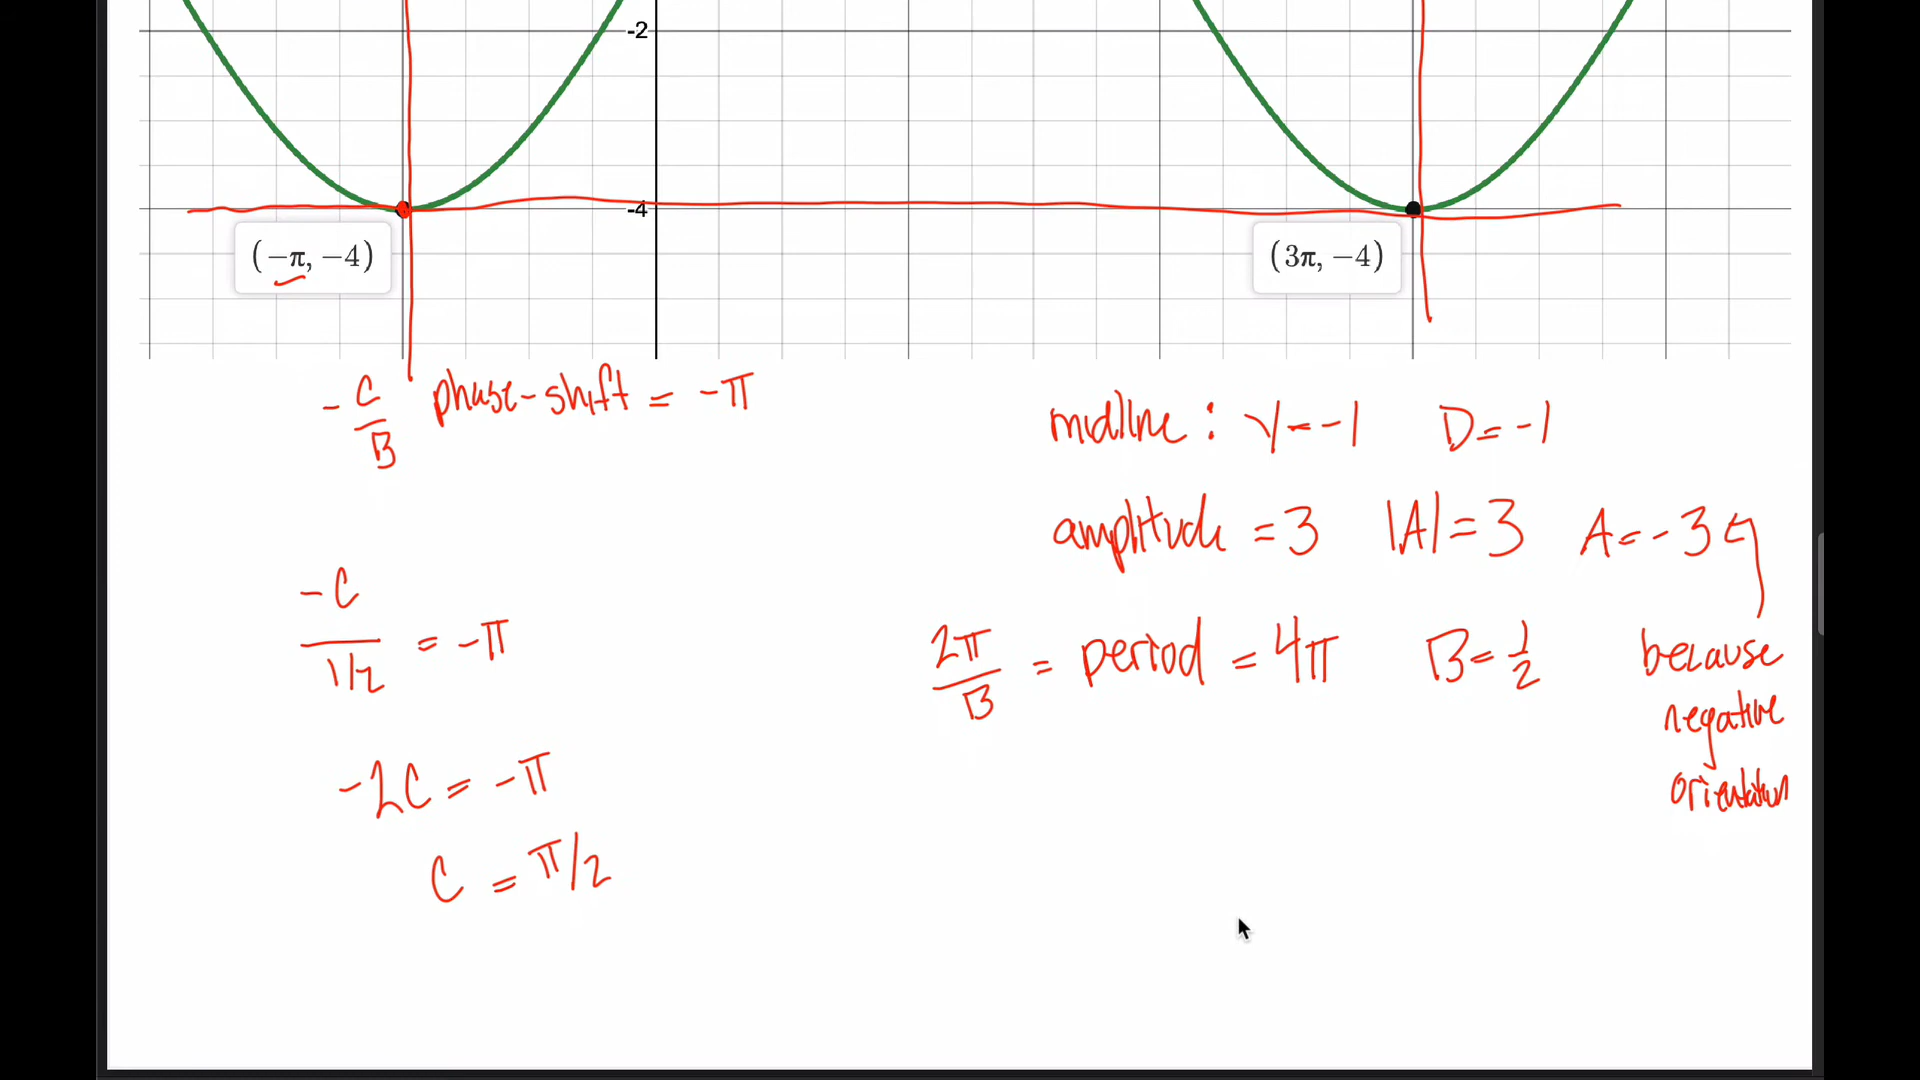 -2
-4
(−π, −4)
(3π, −4)
-C/B phase-shift = -π
midline: y=-1 D=-1
amplitude = 3 |A|=3 A=-3
-C/1/2 = -π
2π/B = period = 4π B=1/2
because
negative
orientation
-2C = -π
C = π/2